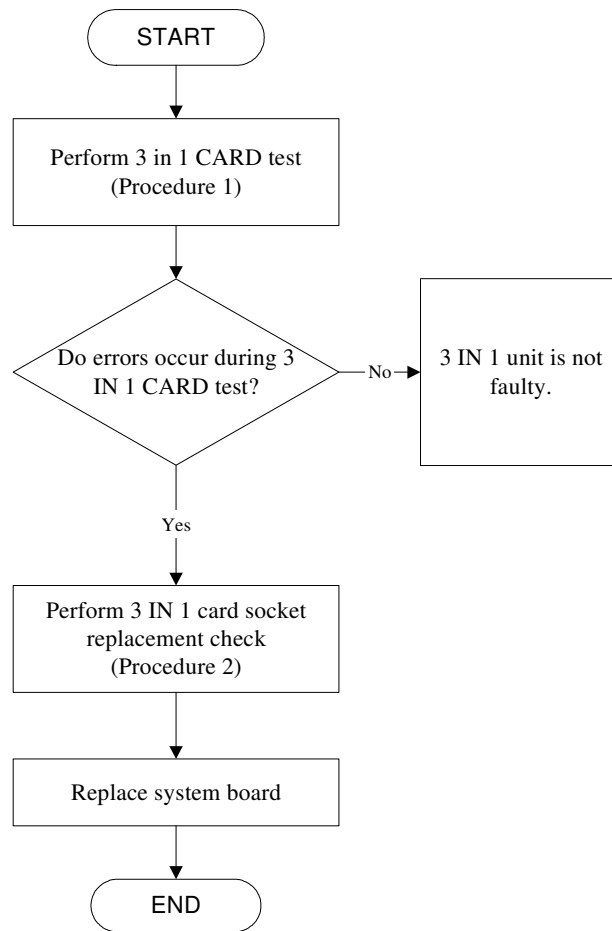 START
Perform 3 in 1 CARD test
(Procedure 1)
Do errors occur during 3
IN 1 CARD test?
No
3 IN 1 unit is not
faulty.
Yes
Perform 3 IN 1 card socket
replacement check
(Procedure 2)
Replace system board
END